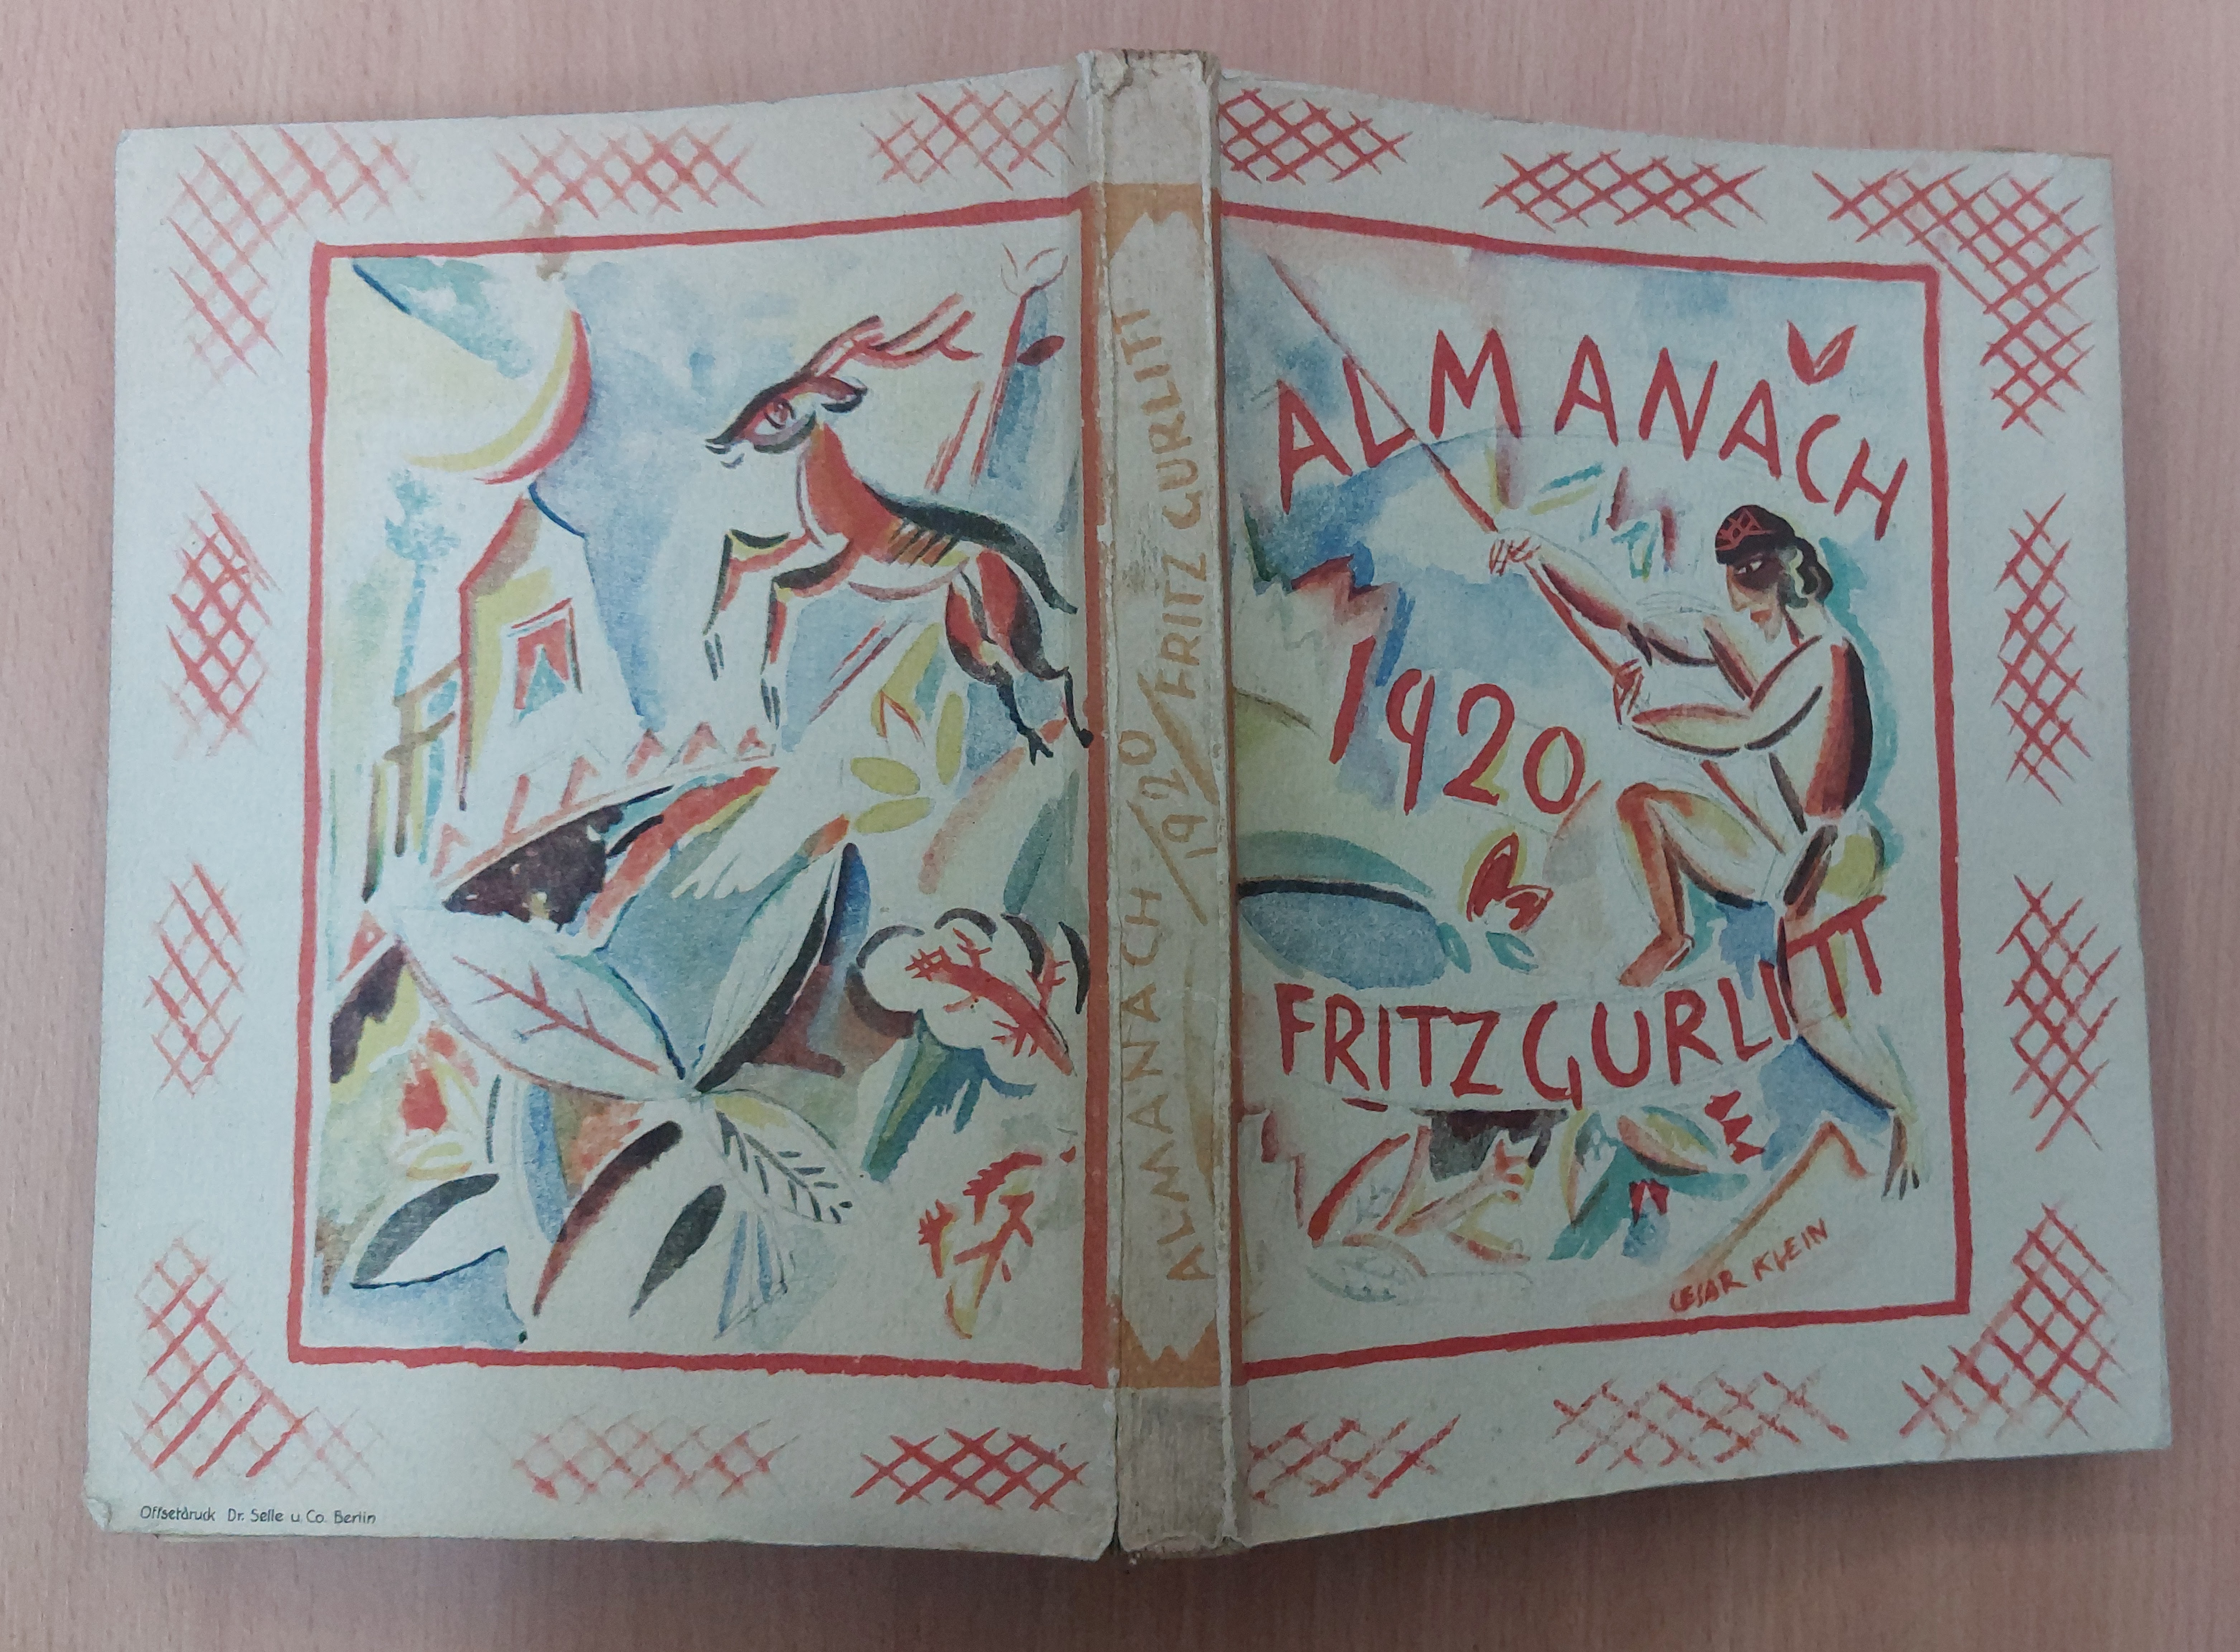 ALMANACH
1920
FRITZ GURLITT
CESAR KLEIN
ALMANACH/1920/FRITZ GURLITT
Offsetdruck Dr. Selle u. Co. Berlin